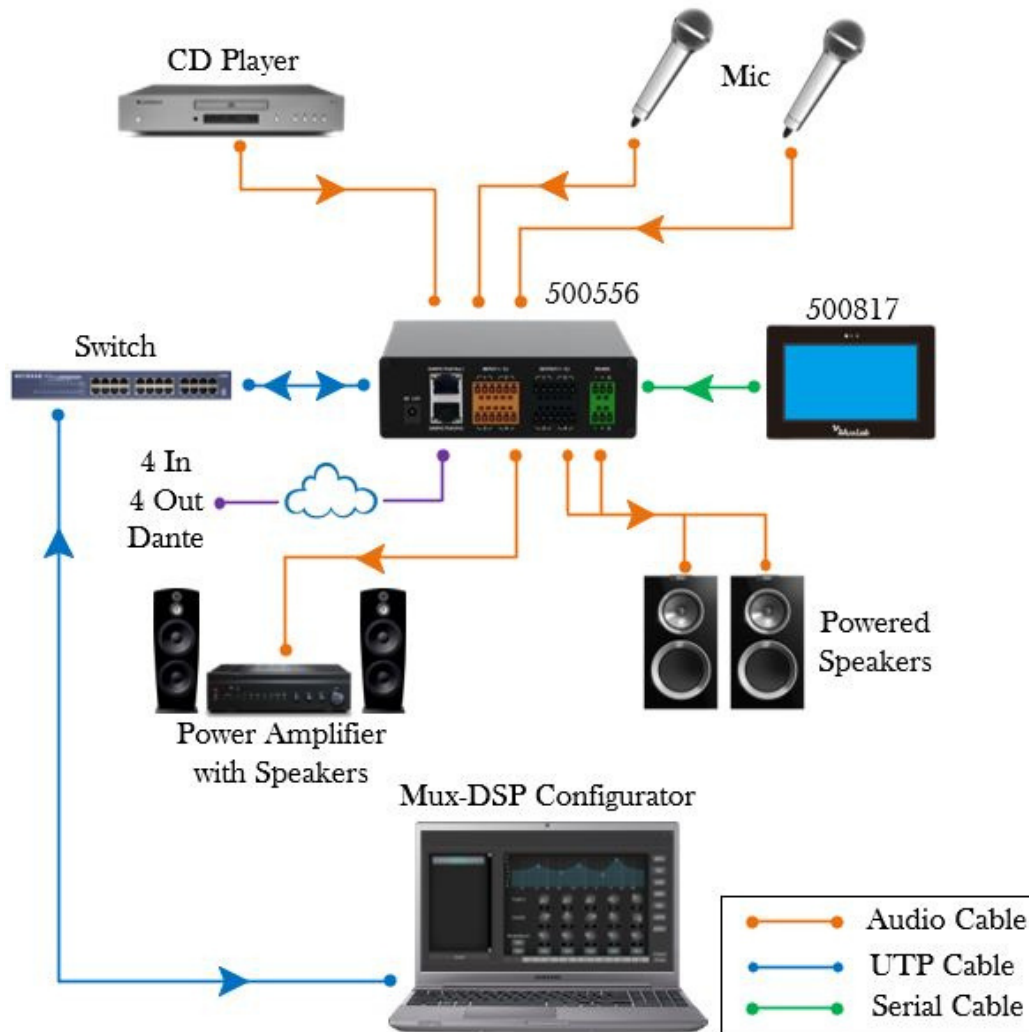 CD Player
Mic
500556
500817
Switch
MuxLab
4 In
4 Out
Dante
Powered
Speakers
Power Amplifier
with Speakers
Mux-DSP Configurator
Audio Cable
UTP Cable
Serial Cable